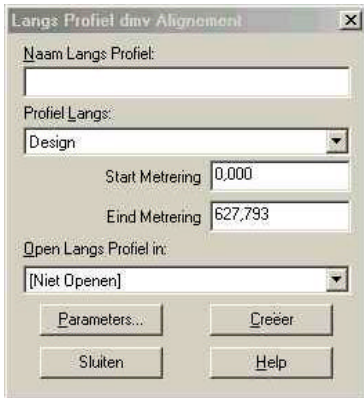 Langs Profiel dmv Alignement
Naam Langs Profiel:
Profiel Langs:
Design
Start Metrering 0,000
Eind Metrering 627,793
Open Langs Profiel in:
[Niet Openen]
Parameters... Creëer
Sluiten Help